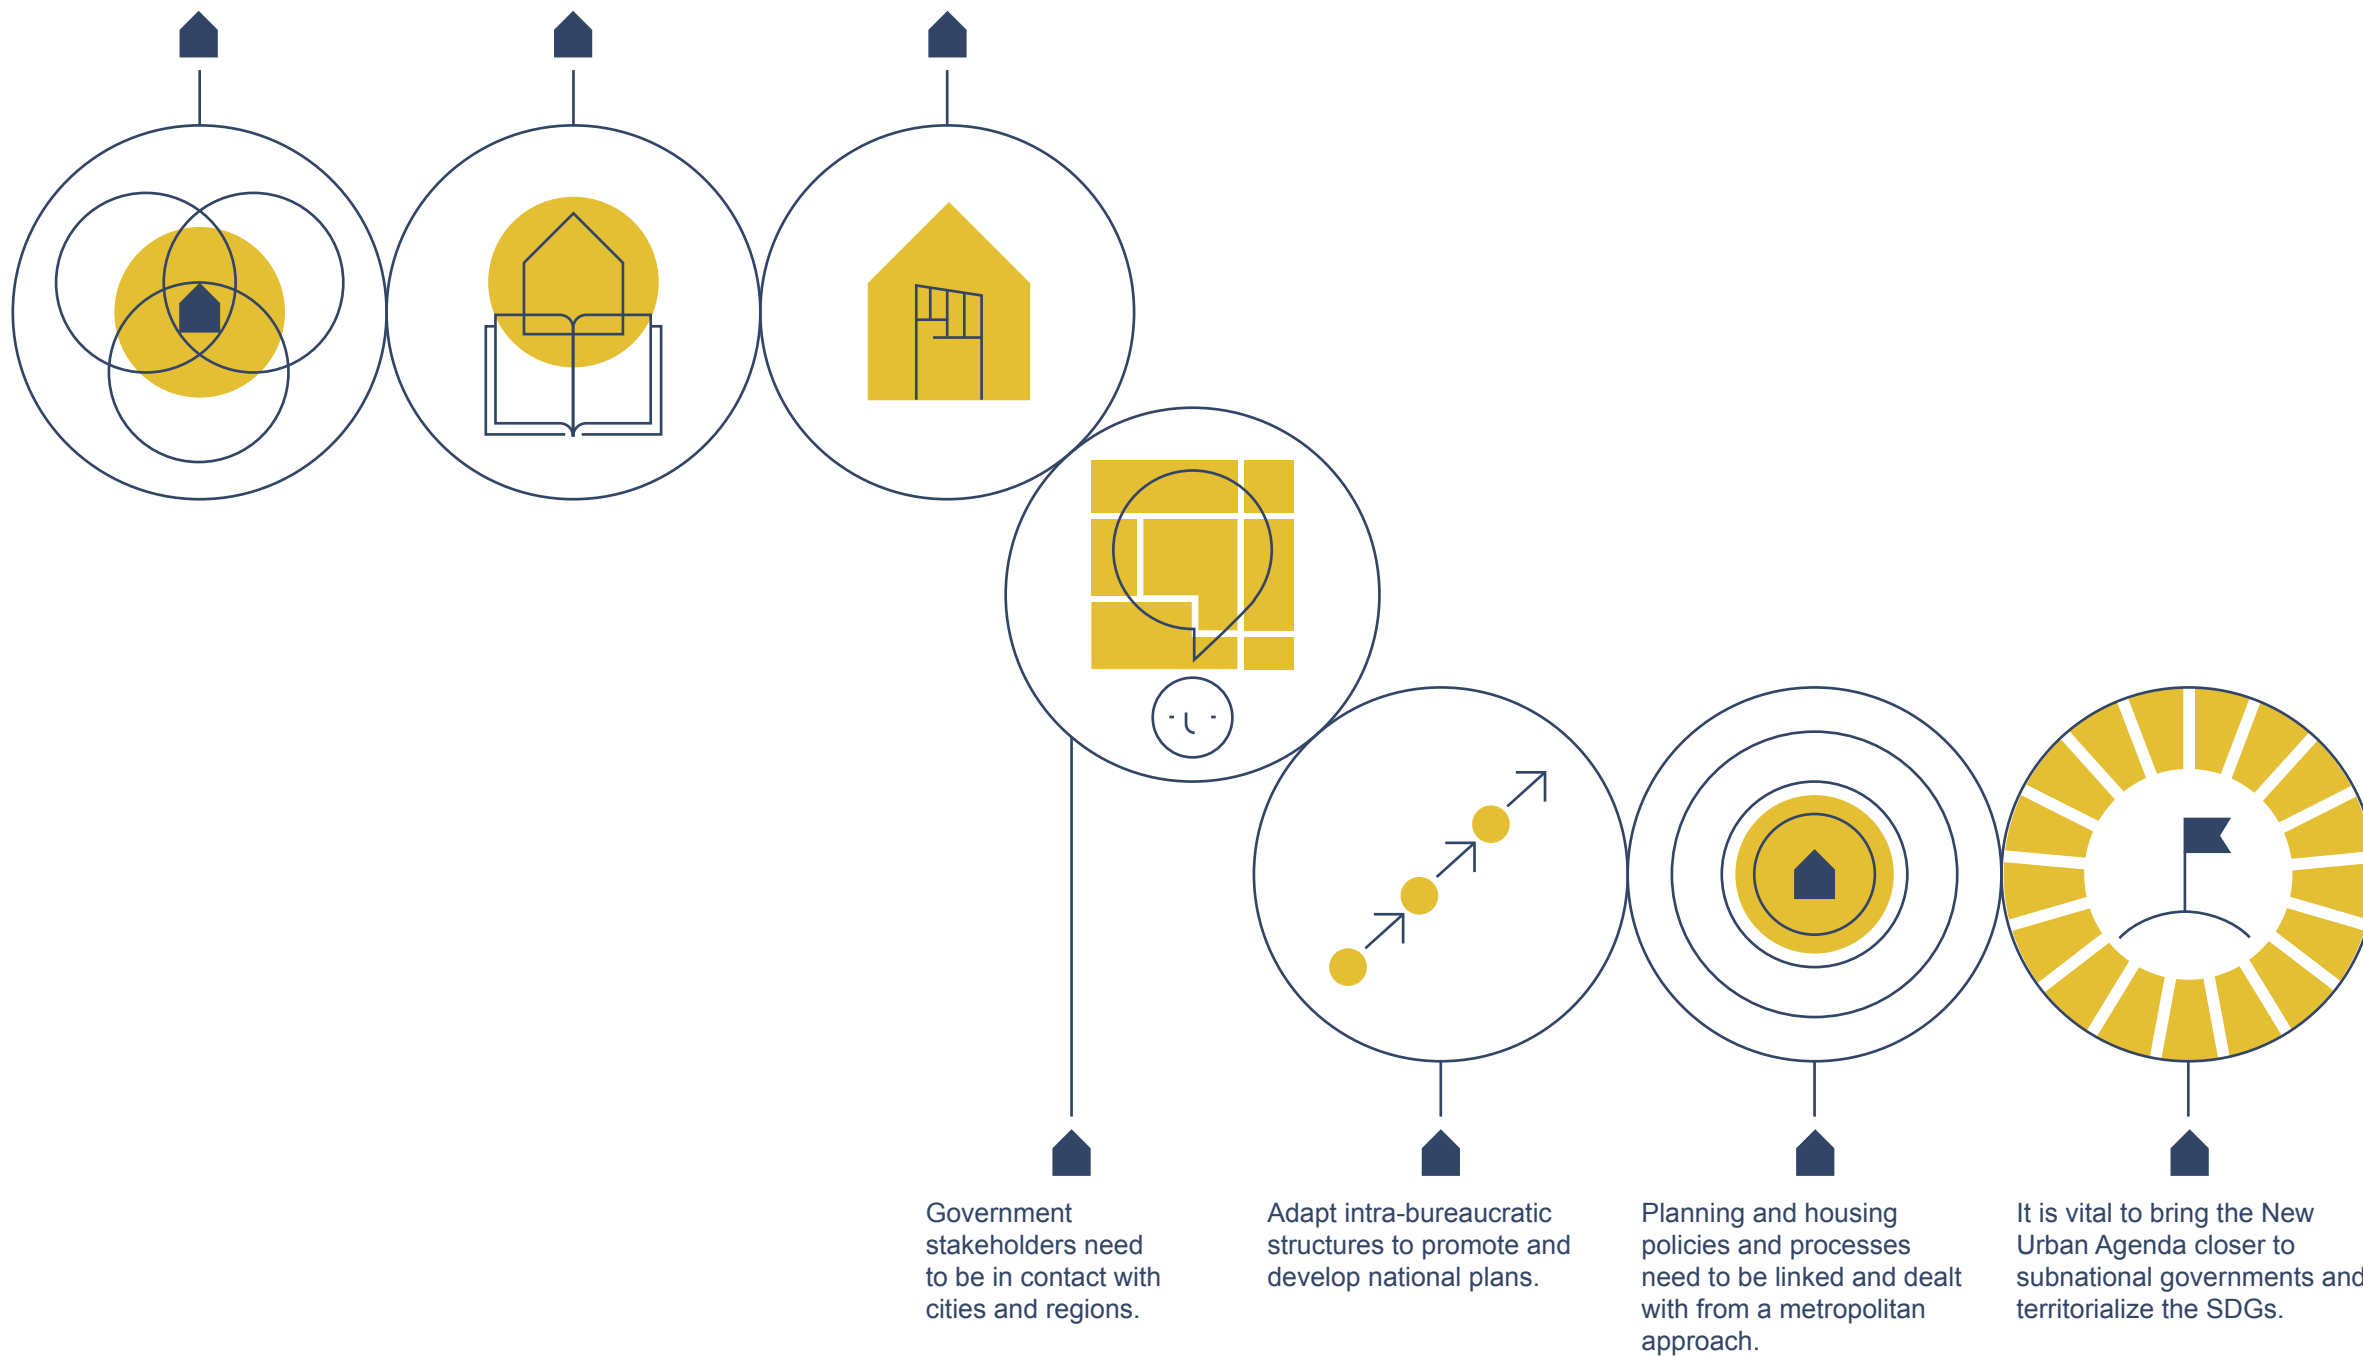 Government
stakeholders need
to be in contact with
cities and regions.
Adapt intra-bureaucratic
structures to promote and
develop national plans.
Planning and housing
policies and processes
need to be linked and dealt
with from a metropolitan
approach.
It is vital to bring the New
Urban Agenda closer to
subnational governments and
territorialize the SDGs.